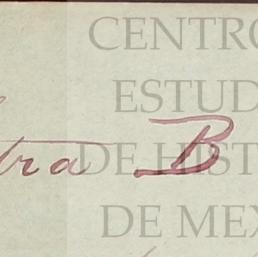 CENTRO
ESTUD
tra B
DE HIST
DE MEX